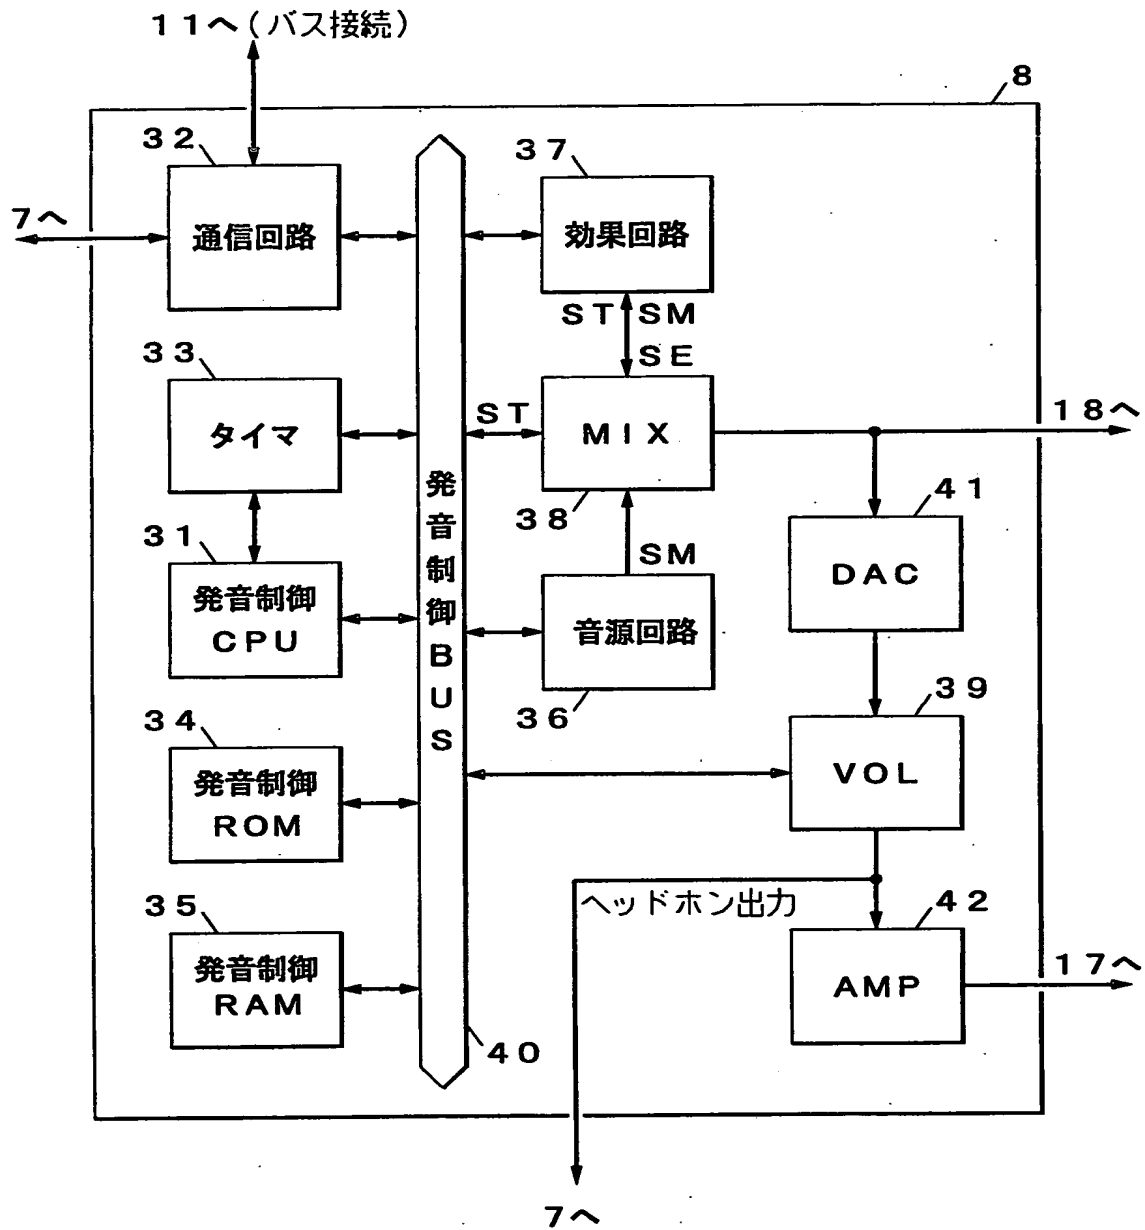 11へ(バス接続)
8
32
37
7へ
通信回路
効果回路
ST
SM
SE
33
タイマ
ST
MIX
18へ
38
41
31
発音制御
CPU
SM
DAC
発音制御BUS
音源回路
36
39
34
発音制御
ROM
VOL
35
ヘッドホン出力
42
発音制御
RAM
AMP
17へ
40
7へ